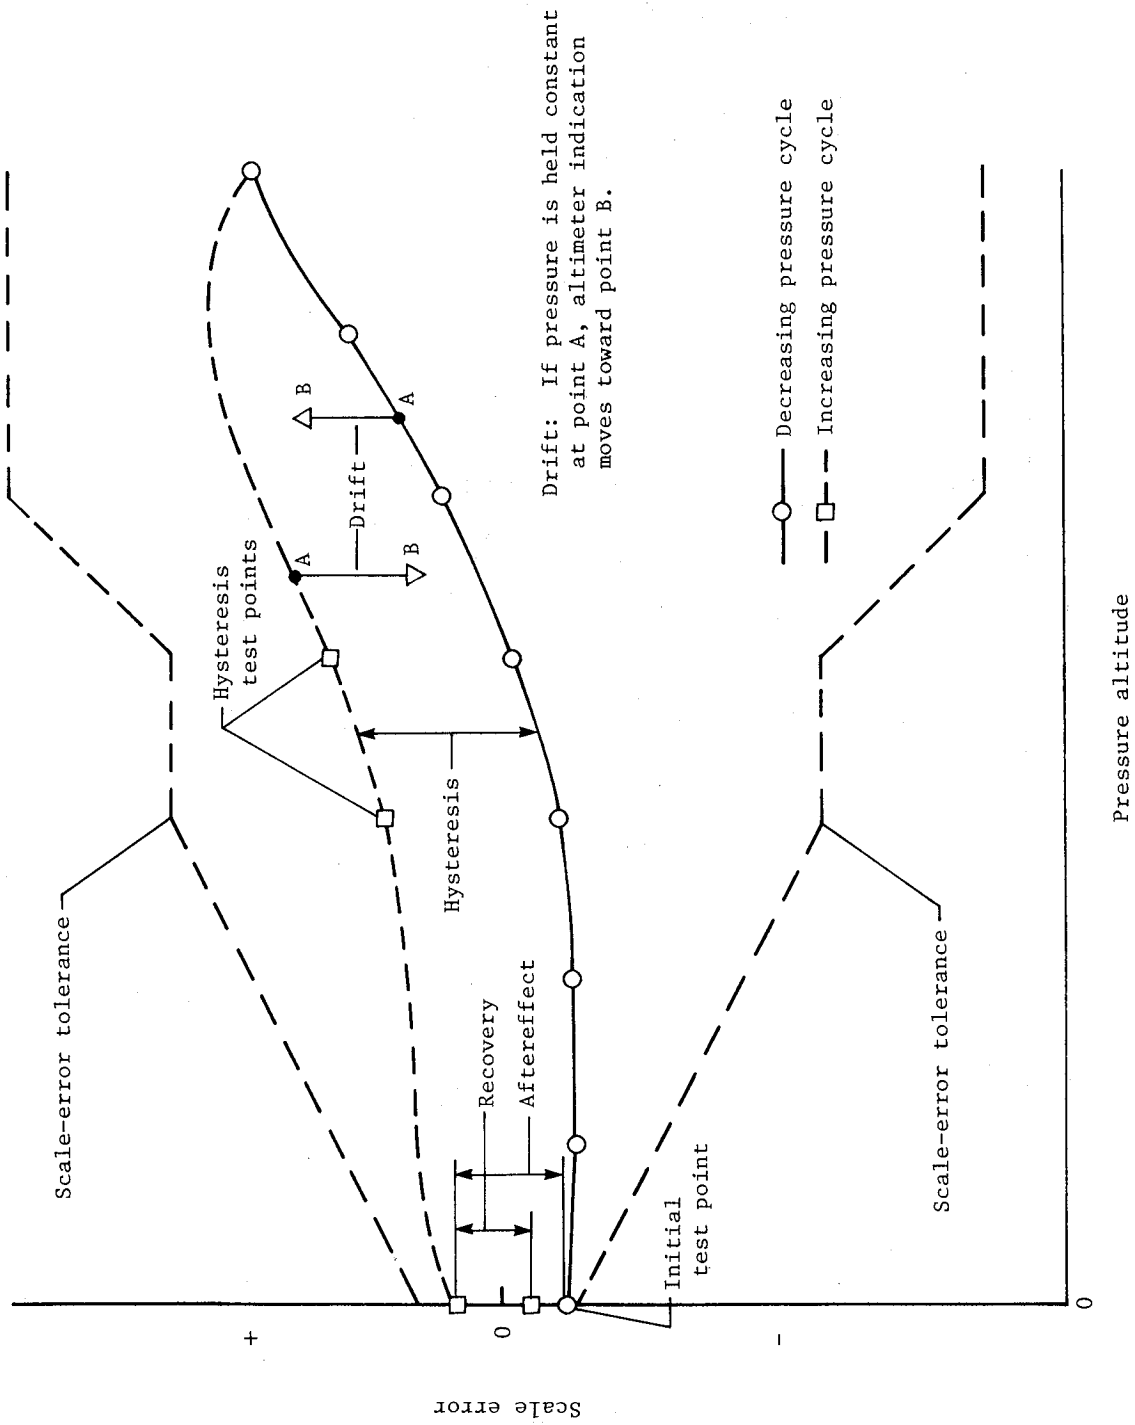 Scale-error tolerance
Hysteresis
test points
B
A
Drift
A
B
Hysteresis
Recovery
Aftereffect
Initial
test point
Scale-error tolerance
Drift: If pressure is held constant
at point A, altimeter indication
moves toward point B.
Decreasing pressure cycle
Increasing pressure cycle
+
0
-
Scale error
0
Pressure altitude